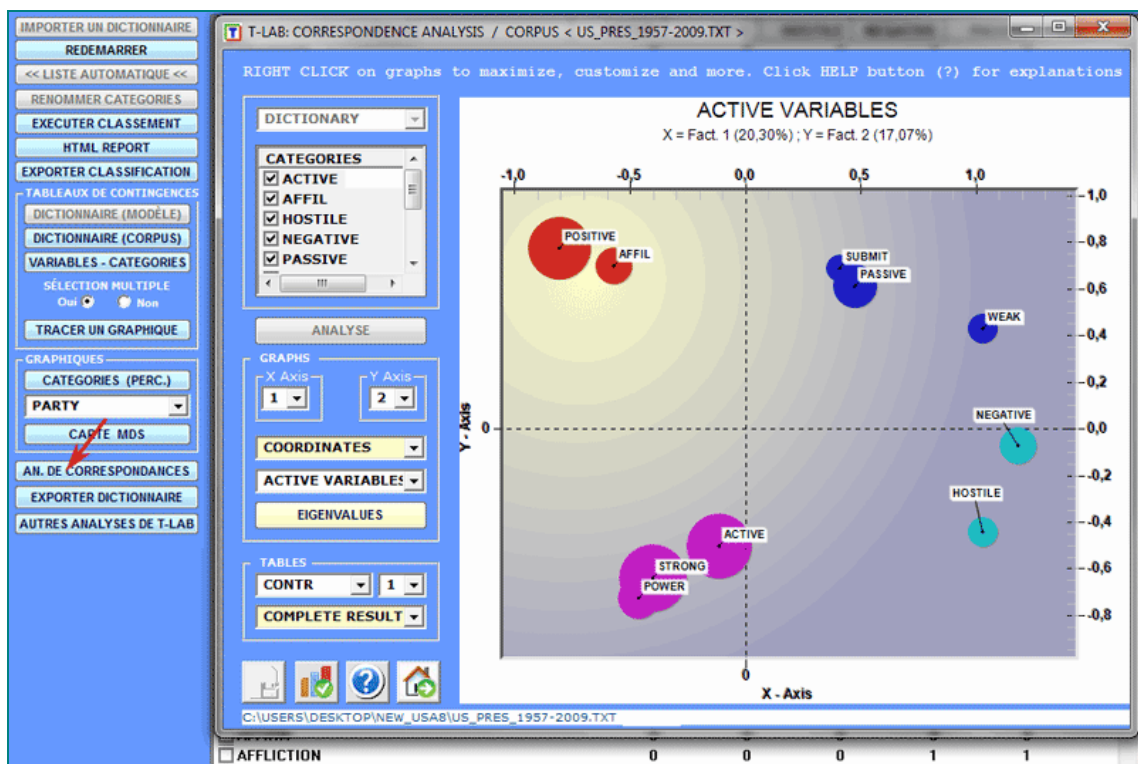 IMPORTER UN DICTIONNAIRE
REDEMARRER
<< LISTE AUTOMATIQUE <<
RENOMMER CATEGORIES
EXECUTER CLASSEMENT
HTML REPORT
EXPORTER CLASSIFICATION
TABLEAUX DE CONTINGENCES
DICTIONNAIRE (MODÈLE)
DICTIONNAIRE (CORPUS)
VARIABLES - CATEGORIES
SÉLECTION MULTIPLE
Oui Non
TRACER UN GRAPHIQUE
GRAPHIQUES
CATEGORIES (PERC.)
PARTY
CARTE MDS
AN. DE CORRESPONDANCES
EXPORTER DICTIONNAIRE
AUTRES ANALYSES DE T-LAB
T-LAB: CORRESPONDENCE ANALYSIS / CORPUS < US_PRES_1957-2009.TXT >
RIGHT CLICK on graphs to maximize, customize and more. Click HELP button (?) for explanations
DICTIONARY
CATEGORIES
ACTIVE
AFFIL
HOSTILE
NEGATIVE
PASSIVE
ANALYSE
GRAPHS
X Axis Y Axis
1 2
COORDINATES
ACTIVE VARIABLES
EIGENVALUES
TABLES
CONTR 1
COMPLETE RESULT
ACTIVE VARIABLES
X = Fact. 1 (20,30%) ; Y = Fact. 2 (17,07%)
-1,0 -0,5 0,5 1,0
1,0
0,8
0,6
0,4
0,2
0,0
-0,2
-0,4
-0,6
-0,8
POSITIVE
AFFIL
SUBMIT
PASSIVE
WEAK
NEGATIVE
HOSTILE
ACTIVE
STRONG
POWER
Y - Axis
0
0
X - Axis
C:\USERS\DESKTOP\NEW_USA8\US_PRES_1957-2009.TXT
AFFLICTION 0 0 0 1 1